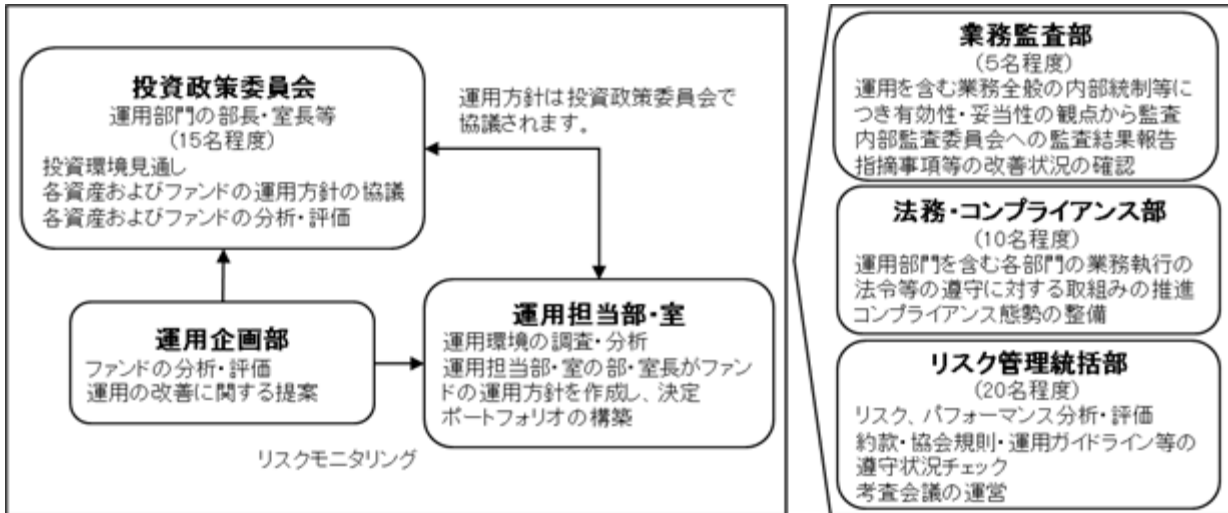 投資政策委員会
運用部門の部長・室長等
(15名程度)
投資環境見通し
各資産およびファンドの運用方針の協議
各資産およびファンドの分析・評価
運用方針は投資政策委員会で
協議されます。
運用企画部
ファンドの分析・評価
運用の改善に関する提案
運用担当部・室
運用環境の調査・分析
運用担当部・室の部・室長がファン
ドの運用方針を作成し、決定
ポートフォリオの構築
リスクモニタリング
業務監査部
(5名程度)
運用を含む業務全般の内部統制等に
つき有効性・妥当性の観点から監査
内部監査委員会への監査結果報告
指摘事項等の改善状況の確認
法務・コンプライアンス部
(10名程度)
運用部門を含む各部門の業務執行の
法令等の遵守に対する取組みの推進
コンプライアンス態勢の整備
リスク管理統括部
(20名程度)
リスク、パフォーマンス分析・評価
約款・協会規則・運用ガイドライン等の
遵守状況チェック
考査会議の運営